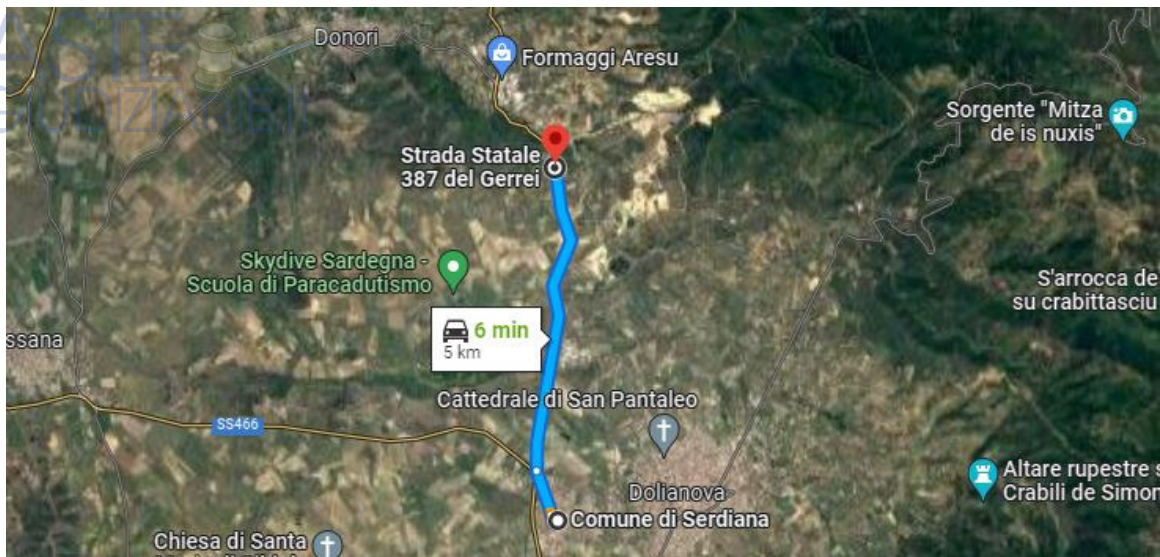 ASTE
GIUDIZIARIE
Donori
Formaggi Aresu
Sorgente "Mitza
de is nuxis"
Strada Statale
387 del Gerrei
Skydive Sardegna -
Scuola di Paracadutismo
S'arrocca de
su crabittasciu
6 min
5 km
ssana
Cattedrale di San Pantaleo
SS466
Dolianova
Altare rupestre s
Crabili de Simon
Comune di Serdiana
Chiesa di Santa